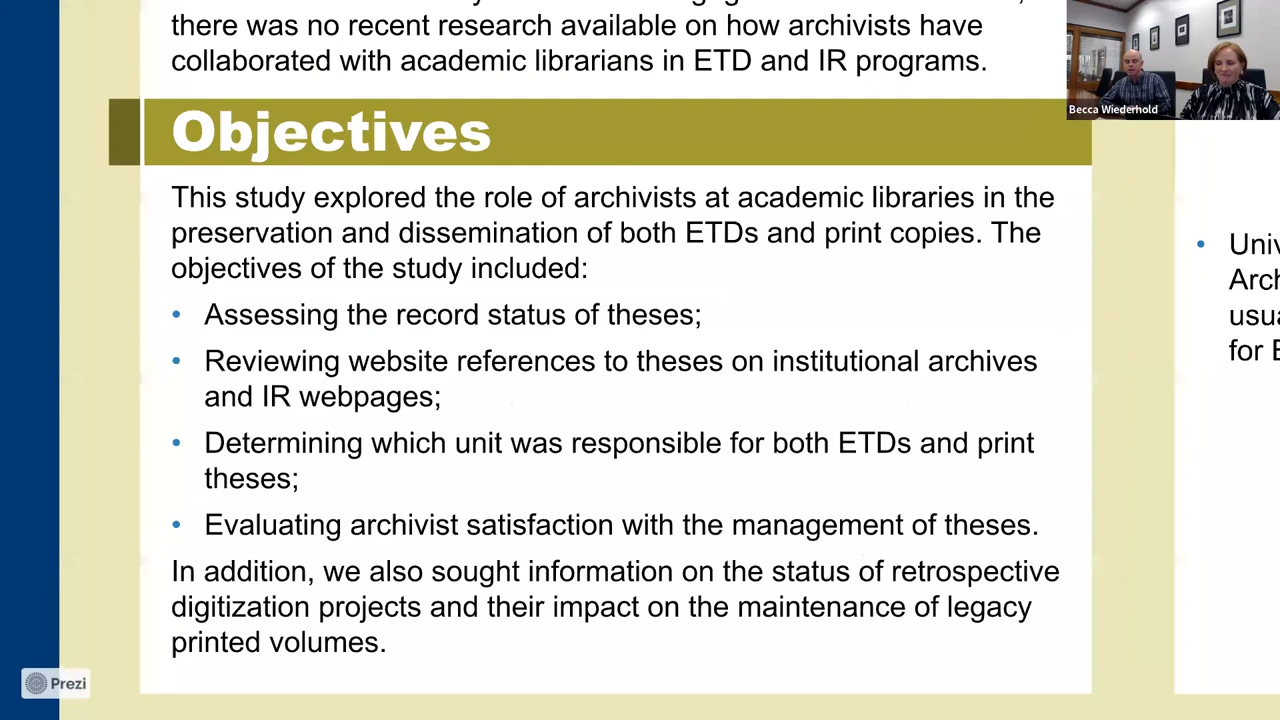 there was no recent research available on how archivists have
collaborated with academic librarians in ETD and IR programs.
Becca Wiederhold
Objectives
This study explored the role of archivists at academic libraries in the
preservation and dissemination of both ETDs and print copies. The
objectives of the study included:
• Assessing the record status of theses;
• Reviewing website references to theses on institutional archives
and IR webpages;
• Determining which unit was responsible for both ETDs and print
theses;
• Evaluating archivist satisfaction with the management of theses.
In addition, we also sought information on the status of retrospective
digitization projects and their impact on the maintenance of legacy
printed volumes.
• Univ
Arch
usua
for E
Prezi